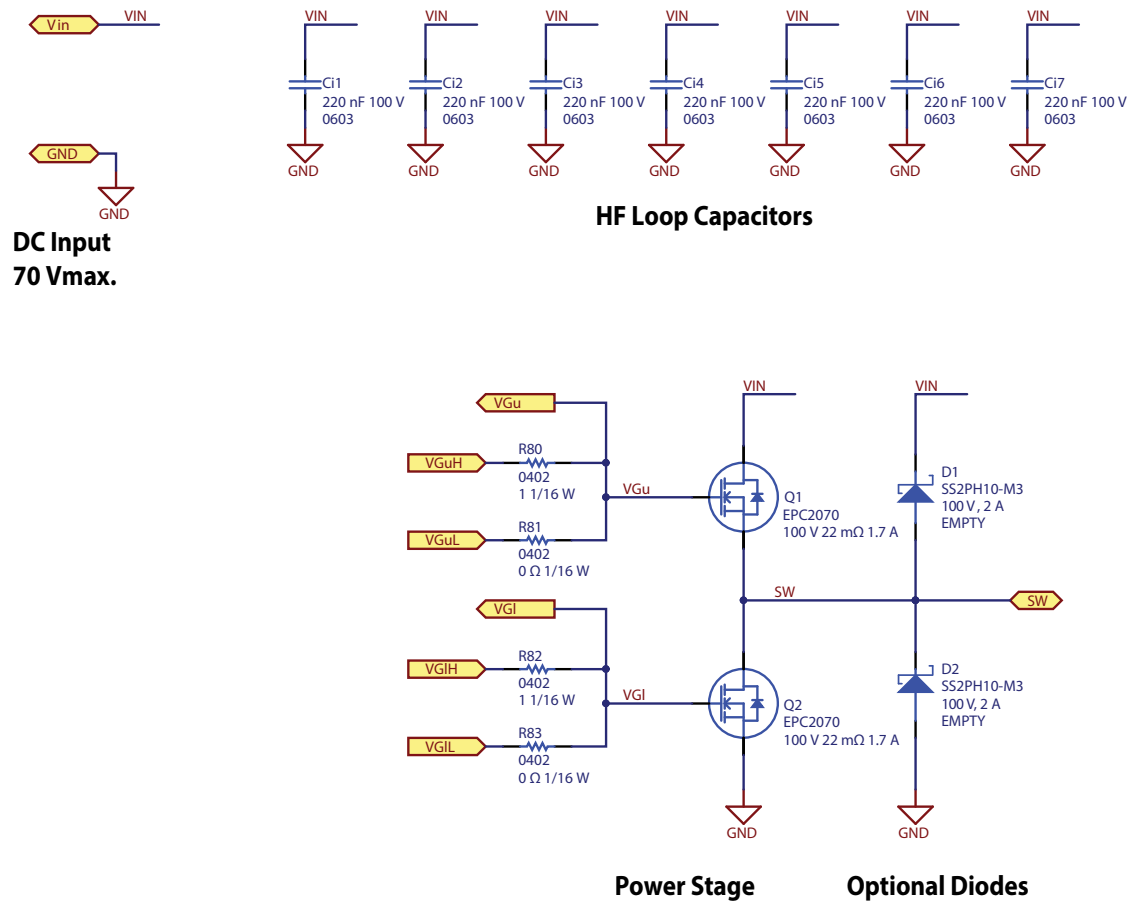 Vin
VIN
GND
GND
DC Input
70 Vmax.
VIN
Ci1
220 nF 100 V
0603
GND
VIN
Ci2
220 nF 100 V
0603
GND
VIN
Ci3
220 nF 100 V
0603
GND
VIN
Ci4
220 nF 100 V
0603
GND
VIN
Ci5
220 nF 100 V
0603
GND
VIN
Ci6
220 nF 100 V
0603
GND
VIN
Ci7
220 nF 100 V
0603
GND
HF Loop Capacitors
VGu
VGuH
R80
0402
1 1/16 W
VGuL
R81
0402
0 Ω 1/16 W
VGu
VGl
VGlH
R82
0402
1 1/16 W
VGlL
R83
0402
0 Ω 1/16 W
VGl
VIN
Q1
EPC2070
100 V 22 mΩ 1.7 A
SW
Q2
EPC2070
100 V 22 mΩ 1.7 A
GND
Power Stage
VIN
D1
SS2PH10-M3
100 V, 2 A
EMPTY
SW
D2
SS2PH10-M3
100 V, 2 A
EMPTY
GND
Optional Diodes